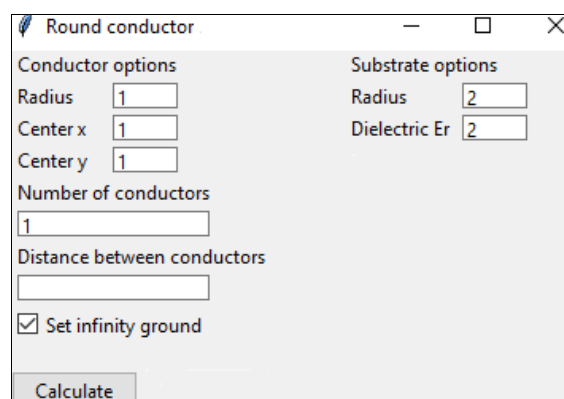 Round conductor
Conductor options
Radius 1
Center x 1
Center y 1
Number of conductors
1
Distance between conductors
Set infinity ground
Calculate
Substrate options
Radius 2
Dielectric Er 2